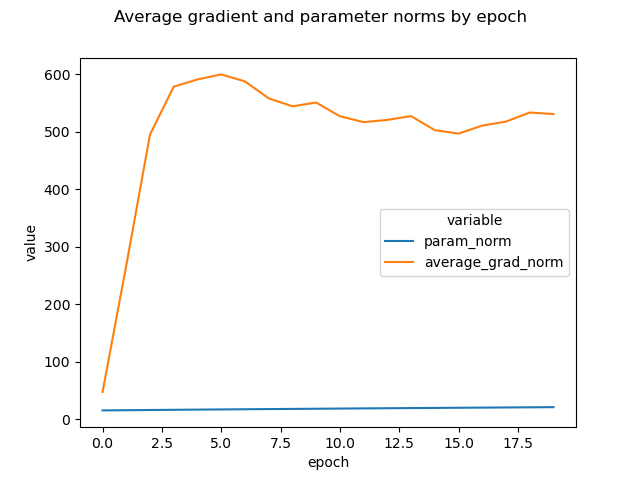 Average gradient and parameter norms by epoch
600
500
400
300
200
100
0
value
variable
param_norm
average_grad_norm
0.0 2.5 5.0 7.5 10.0 12.5 15.0 17.5
epoch